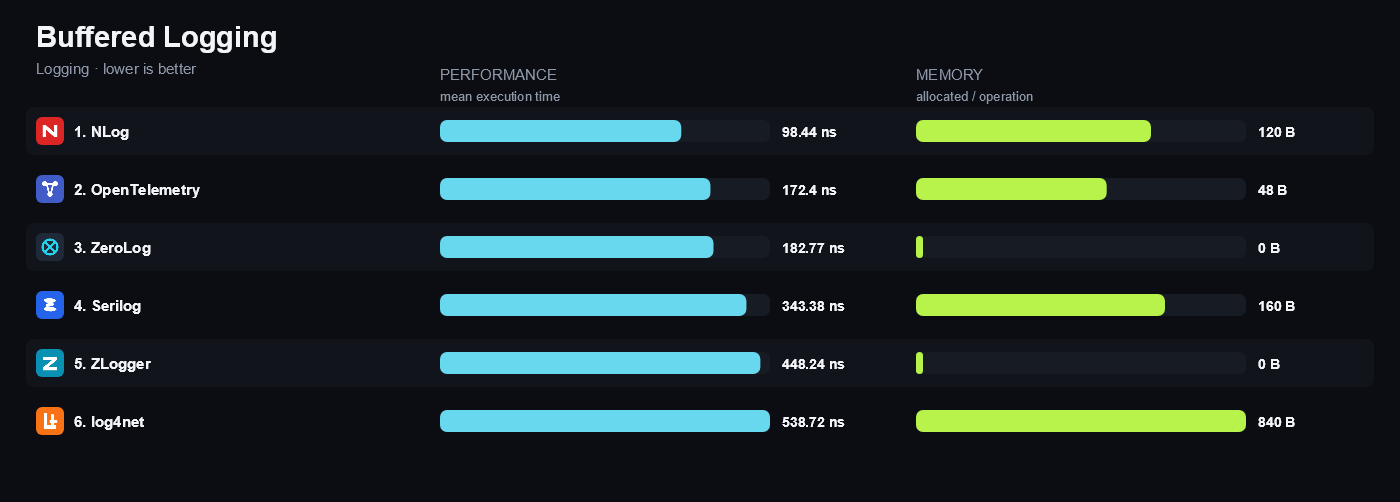 Buffered Logging
Logging · lower is better
PERFORMANCE
mean execution time
MEMORY
allocated / operation
1. NLog 98.44 ns 120 B
2. OpenTelemetry 172.4 ns 48 B
3. ZeroLog 182.77 ns 0 B
4. Serilog 343.38 ns 160 B
5. ZLogger 448.24 ns 0 B
6. log4net 538.72 ns 840 B